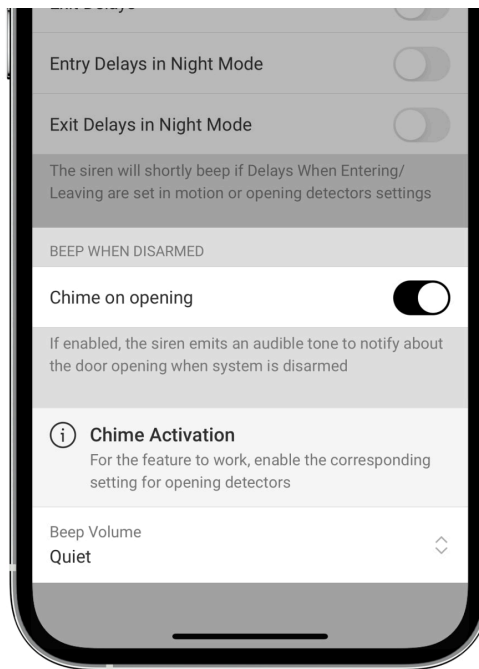 Entry Delays in Night Mode
Exit Delays in Night Mode
The siren will shortly beep if Delays When Entering/
Leaving are set in motion or opening detectors settings
BEEP WHEN DISARMED
Chime on opening
If enabled, the siren emits an audible tone to notify about
the door opening when system is disarmed
Chime Activation
For the feature to work, enable the corresponding
setting for opening detectors
Beep Volume
Quiet